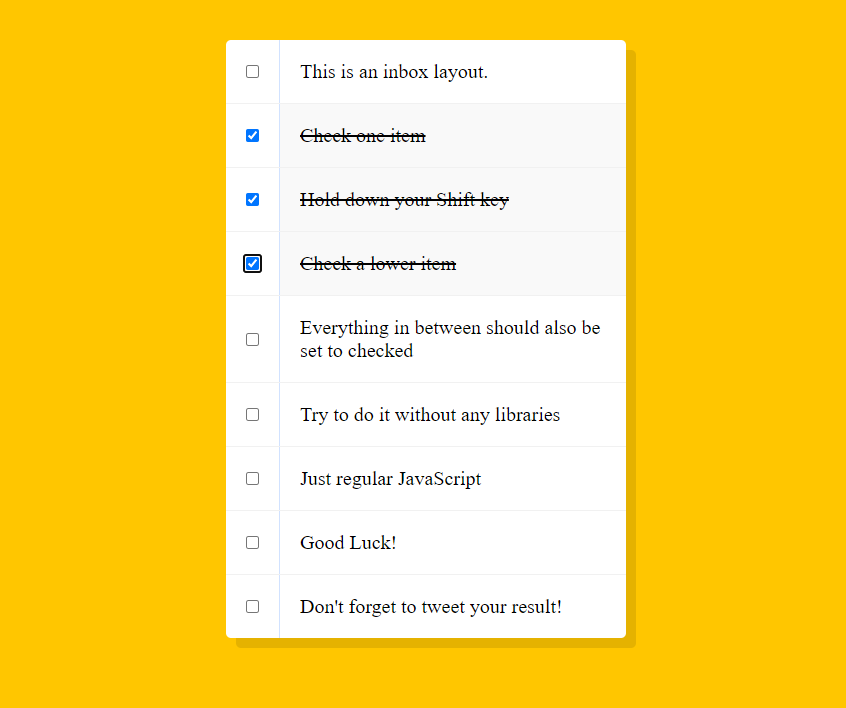 This is an inbox layout.
Check one item
Hold down your Shift key
Check a lower item
Everything in between should also be
set to checked
Try to do it without any libraries
Just regular JavaScript
Good Luck!
Don't forget to tweet your result!